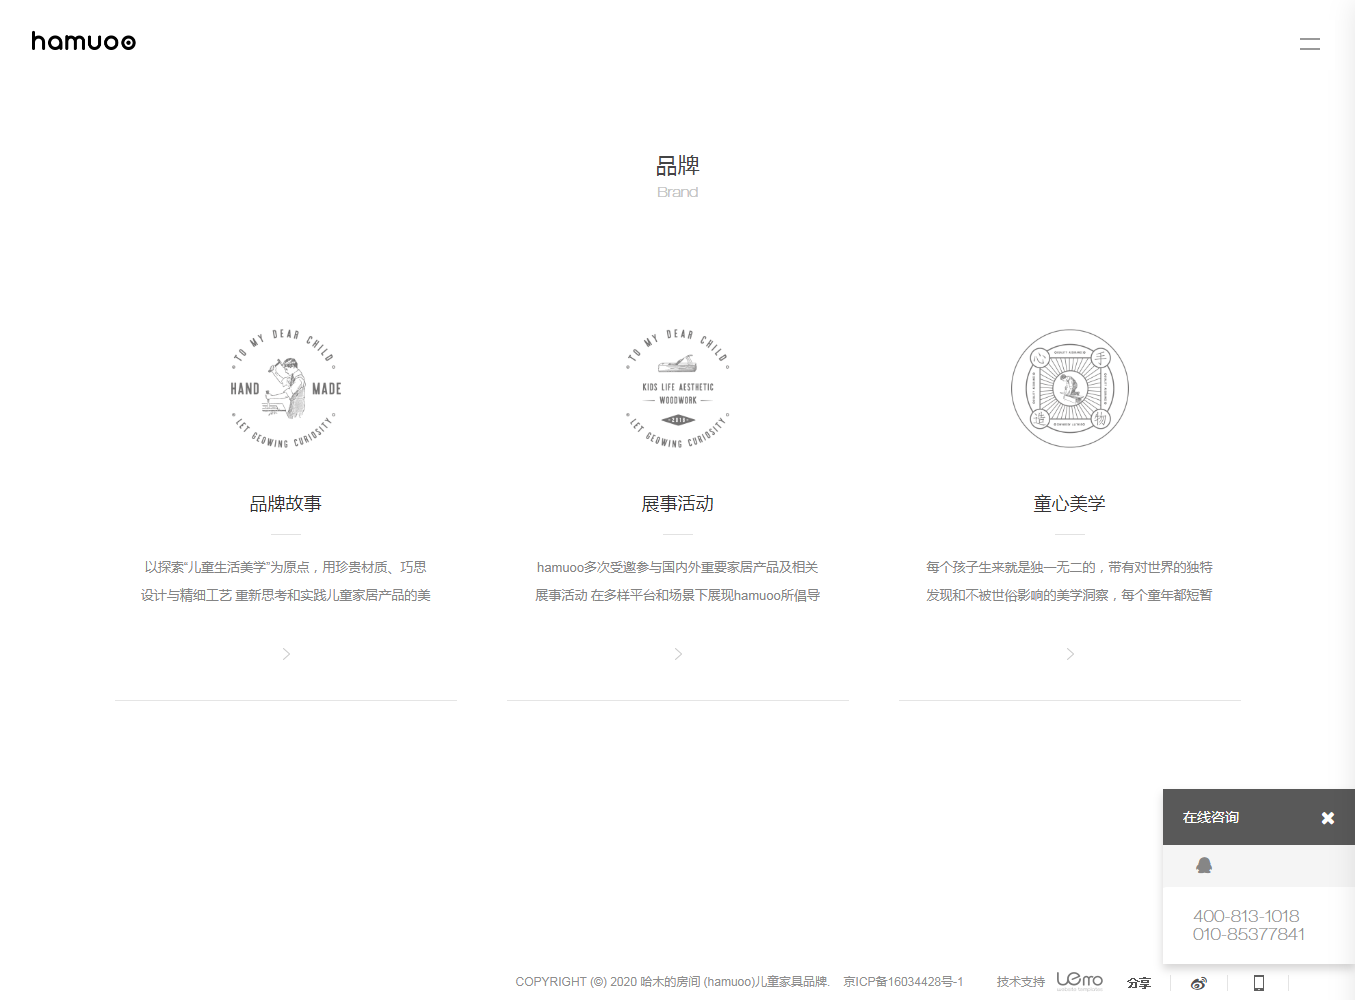 hamuoo
品牌
Brand
TO MY DEAR CHILD
HAND MADE
LET GEOWING CURIOSITY
TO MY DEAR CHILD
KIDS LIFE AESTHETIC
WOODWORK
LET GEOWING CURIOSITY
心 手
造 物
品牌故事
展事活动
童心美学
以探索“儿童生活美学”为原点，用珍贵材质、巧思
设计与精细工艺 重新思考和实践儿童家居产品的美
hamuoo多次受邀参与国内外重要家居产品及相关
展事活动 在多样平台和场景下展现hamuoo所倡导
每个孩子生来就是独一无二的，带有对世界的独特
发现和不被世俗影响的美学洞察，每个童年都短暂
在线咨询
400-813-1018
010-85377841
COPYRIGHT (©) 2020 哈木的房间 (hamuoo)儿童家具品牌. 京ICP备16034428号-1 技术支持 分享